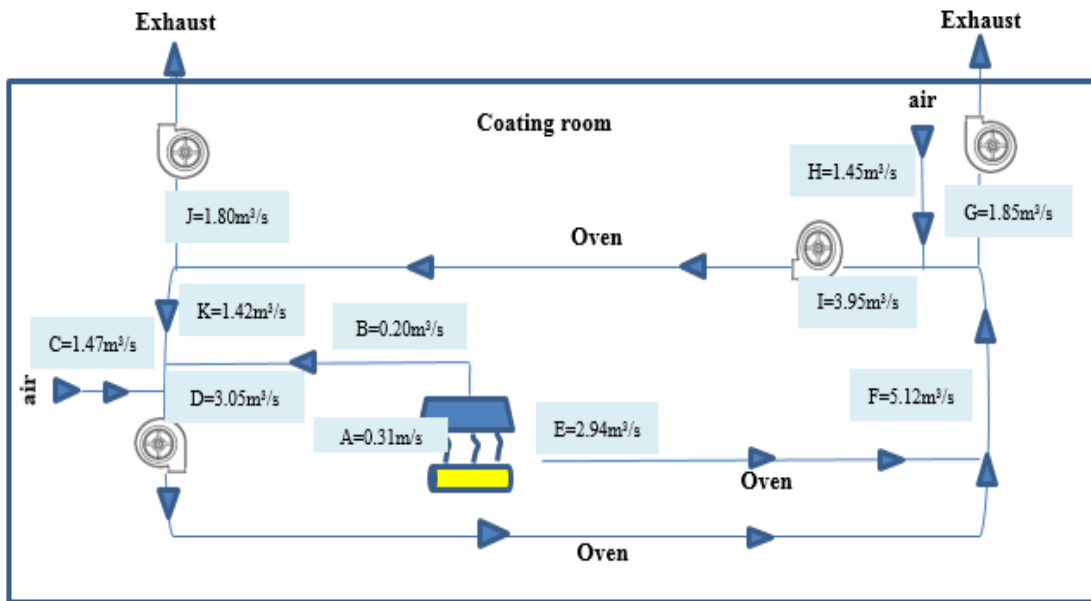 Exhaust
Exhaust
air
Coating room
H=1.45m³/s
J=1.80m³/s
G=1.85m³/s
Oven
I=3.95m³/s
K=1.42m³/s
B=0.20m³/s
C=1.47m³/s
air
D=3.05m³/s
F=5.12m³/s
A=0.31m/s
E=2.94m³/s
Oven
Oven